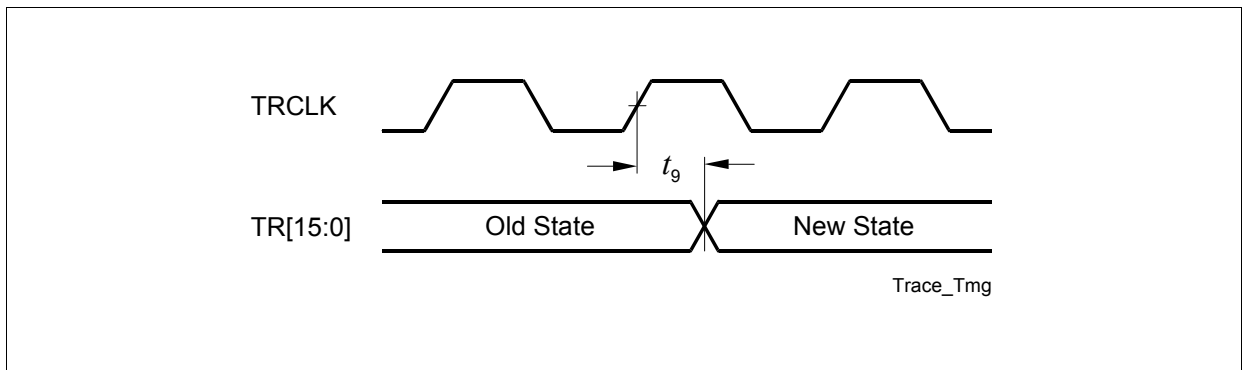 TRCLK
t9
TR[15:0] Old State New State
Trace_Tmg